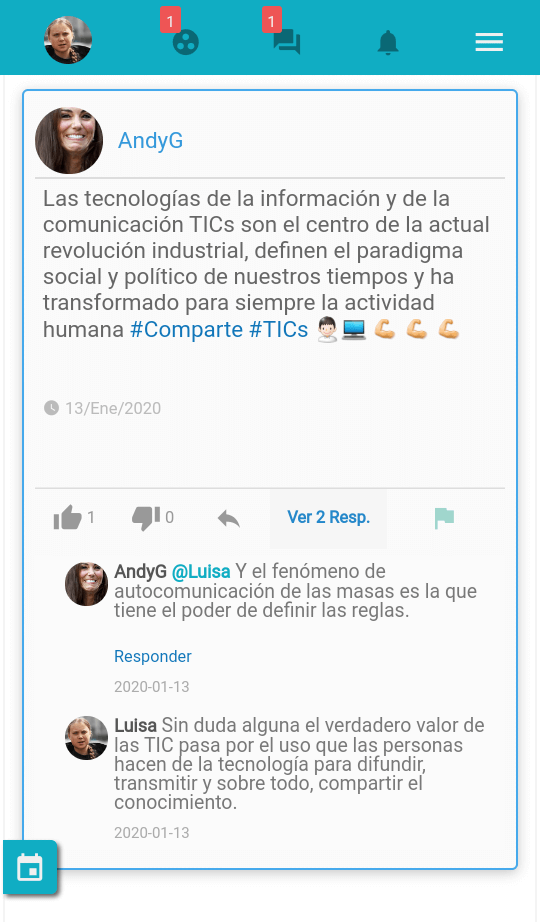 1
1
AndyG
Las tecnologías de la información y de la
comunicación TICs son el centro de la actual
revolución industrial, definen el paradigma
social y político de nuestros tiempos y ha
transformado para siempre la actividad
humana #Comparte #TICs 👨🏻‍💻 💪🏼 💪🏼 💪🏼
13/Ene/2020
1
0
Ver 2 Resp.
AndyG @Luisa Y el fenómeno de
autocomunicación de las masas es la que
tiene el poder de definir las reglas.
Responder
2020-01-13
Luisa Sin duda alguna el verdadero valor de
las TIC pasa por el uso que las personas
hacen de la tecnología para difundir,
transmitir y sobre todo, compartir el
conocimiento.
2020-01-13